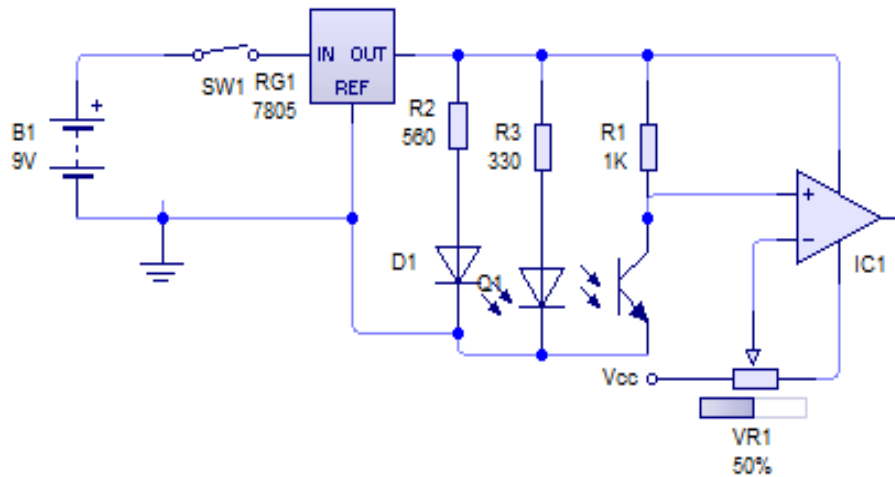 IN OUT
REF
SW1
RG1
7805
B1
9V
+
R2
560
R3
330
R1
1K
D1
Q1
+
−
IC1
Vcc
VR1
50%